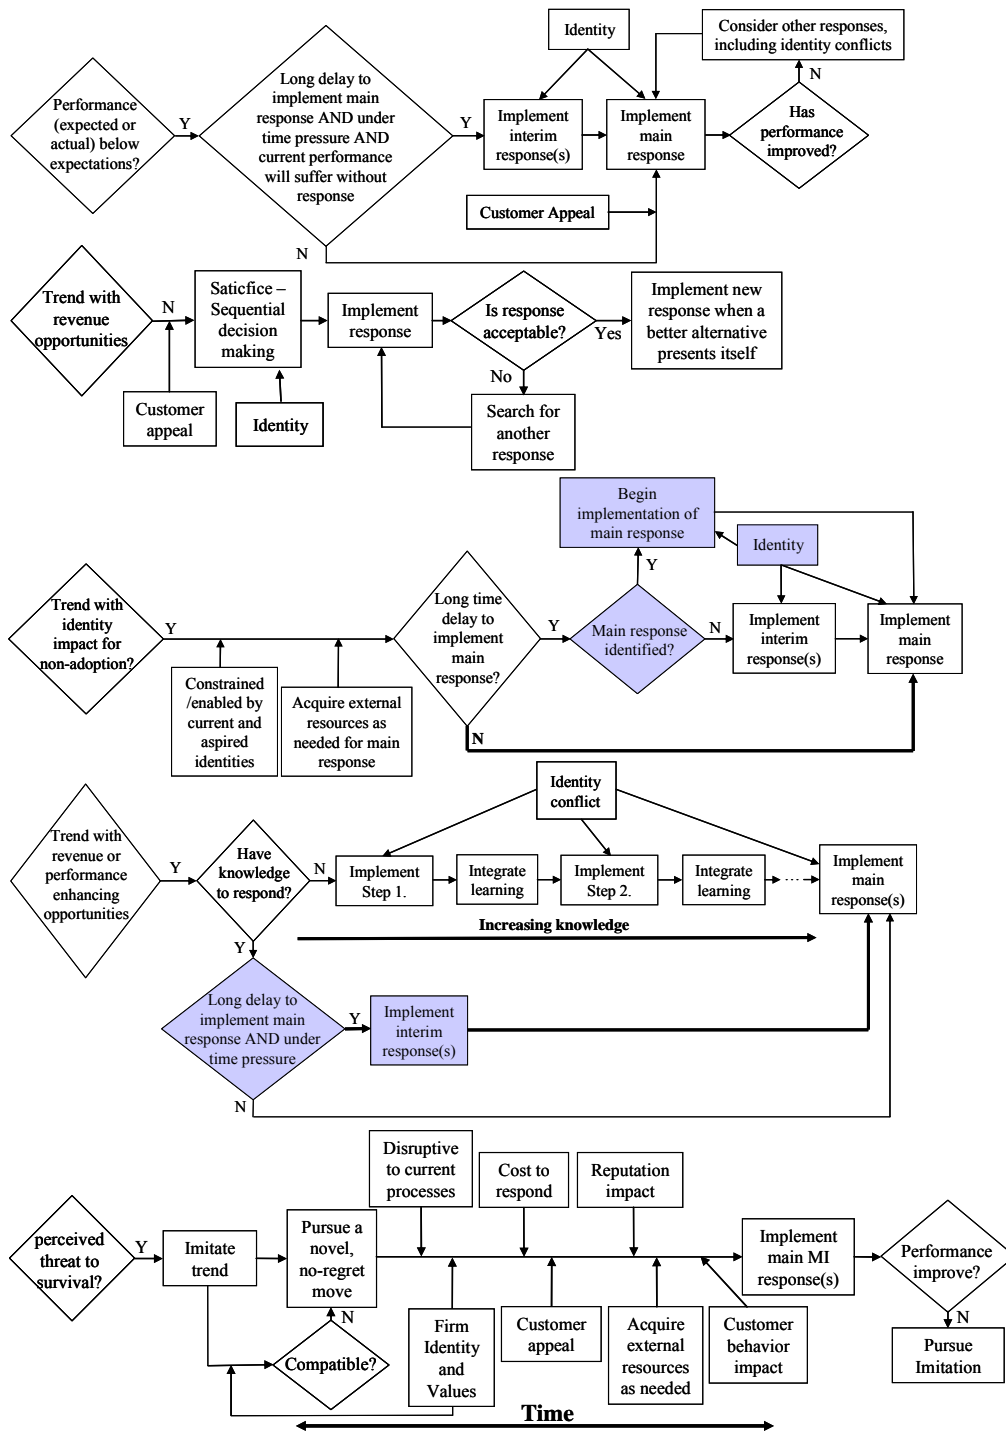 Performance
(expected or
actual) below
expectations?
Y
Long delay to
implement main
response AND under
time pressure AND
current performance
will suffer without
response
Y
N
Identity
Implement
interim
response(s)
Implement
main
response
Customer Appeal
Consider other responses,
including identity conflicts
N
Has
performance
improved?
Trend with
revenue
opportunities
N
Customer
appeal
Saticfice –
Sequential
decision
making
Identity
Implement
response
Is response
acceptable?
Yes
No
Implement new
response when a
better alternative
presents itself
Search for
another
response
Trend with
identity
impact for
non-adoption?
Y
Constrained
/enabled by
current and
aspired
identities
Acquire external
resources as
needed for main
response
Long time
delay to
implement
main
response?
Y
N
Main response
identified?
Y
N
Begin
implementation of
main response
Identity
Implement
interim
response(s)
Implement
main
response
Trend with
revenue or
performance
enhancing
opportunities
Y
Have
knowledge
to respond?
N
Y
Identity
conflict
Implement
Step 1.
Integrate
learning
Implement
Step 2.
Integrate
learning
Implement
main
response(s)
Increasing knowledge
Long delay to
implement main
response AND under
time pressure
Y
N
Implement
interim
response(s)
perceived
threat to
survival?
Y
Imitate
trend
Pursue a
novel,
no-regret
move
N
Compatible?
Disruptive
to current
processes
Cost to
respond
Reputation
impact
Firm
Identity
and
Values
Customer
appeal
Acquire
external
resources
as needed
Customer
behavior
impact
Implement
main MI
response(s)
Performance
improve?
N
Pursue
Imitation
Time